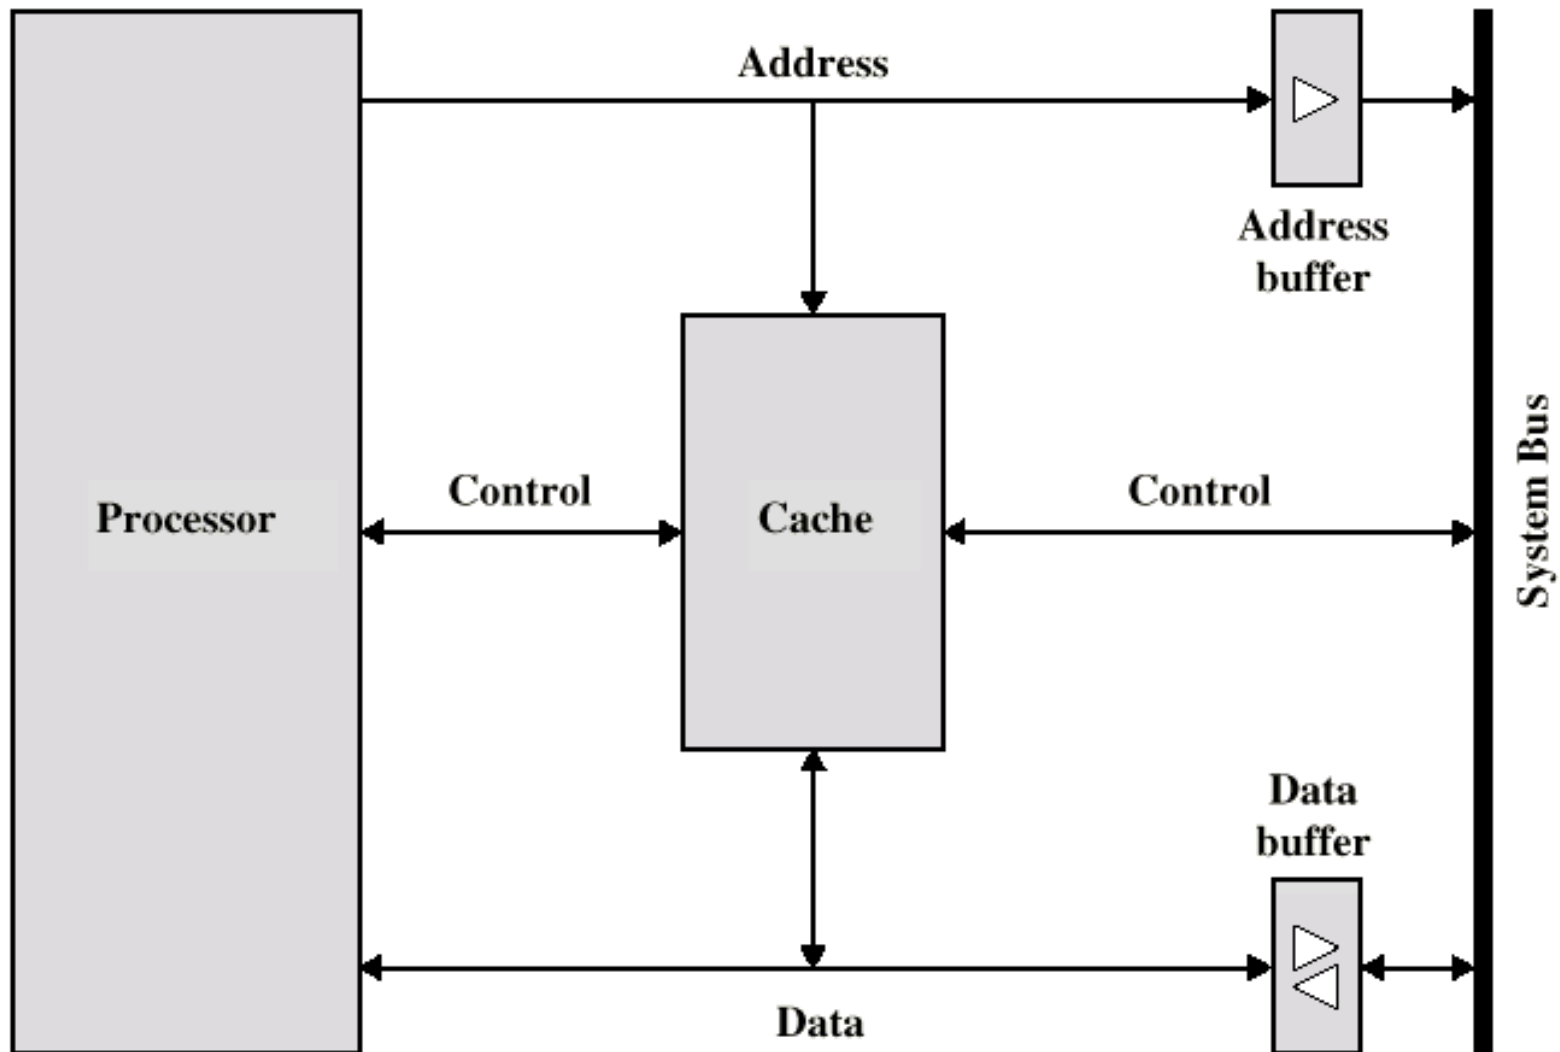 Address
Address
buffer
Control
Control
Processor
Cache
System Bus
Data
buffer
Data